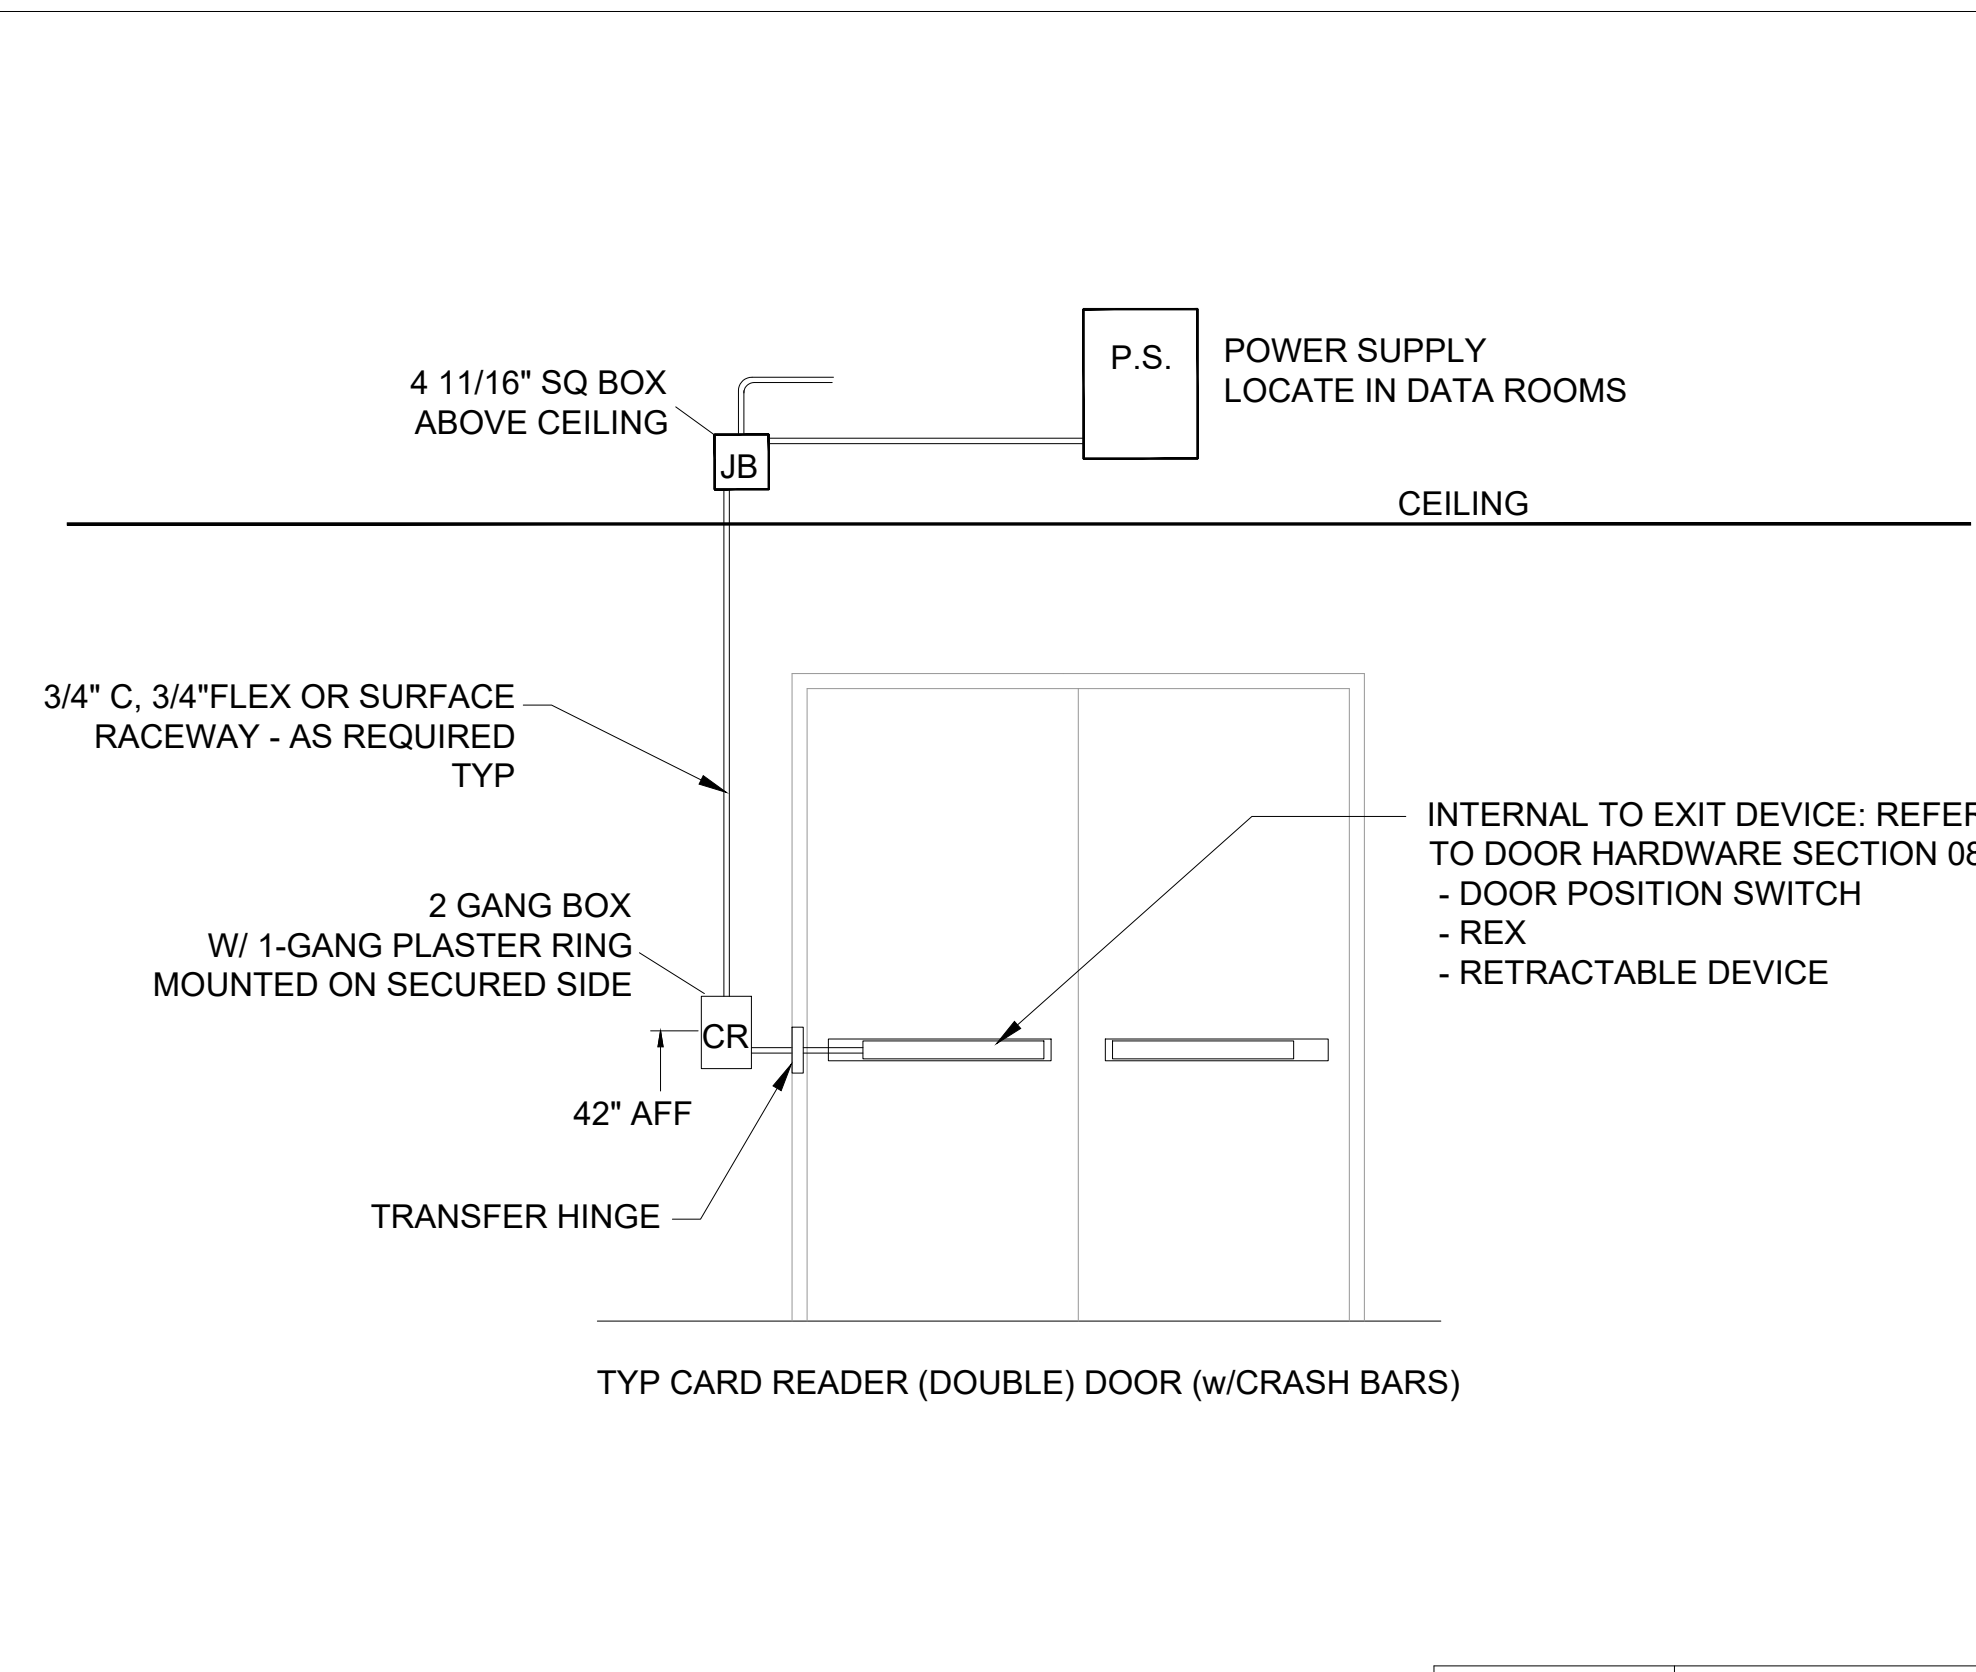 4 11/16" SQ BOX
ABOVE CEILING
JB
P.S.
POWER SUPPLY
LOCATE IN DATA ROOMS
CEILING
3/4" C, 3/4"FLEX OR SURFACE
RACEWAY - AS REQUIRED
TYP
INTERNAL TO EXIT DEVICE: REFER
TO DOOR HARDWARE SECTION 08
- DOOR POSITION SWITCH
- REX
- RETRACTABLE DEVICE
2 GANG BOX
W/ 1-GANG PLASTER RING
MOUNTED ON SECURED SIDE
CR
42" AFF
TRANSFER HINGE
TYP CARD READER (DOUBLE) DOOR (w/CRASH BARS)